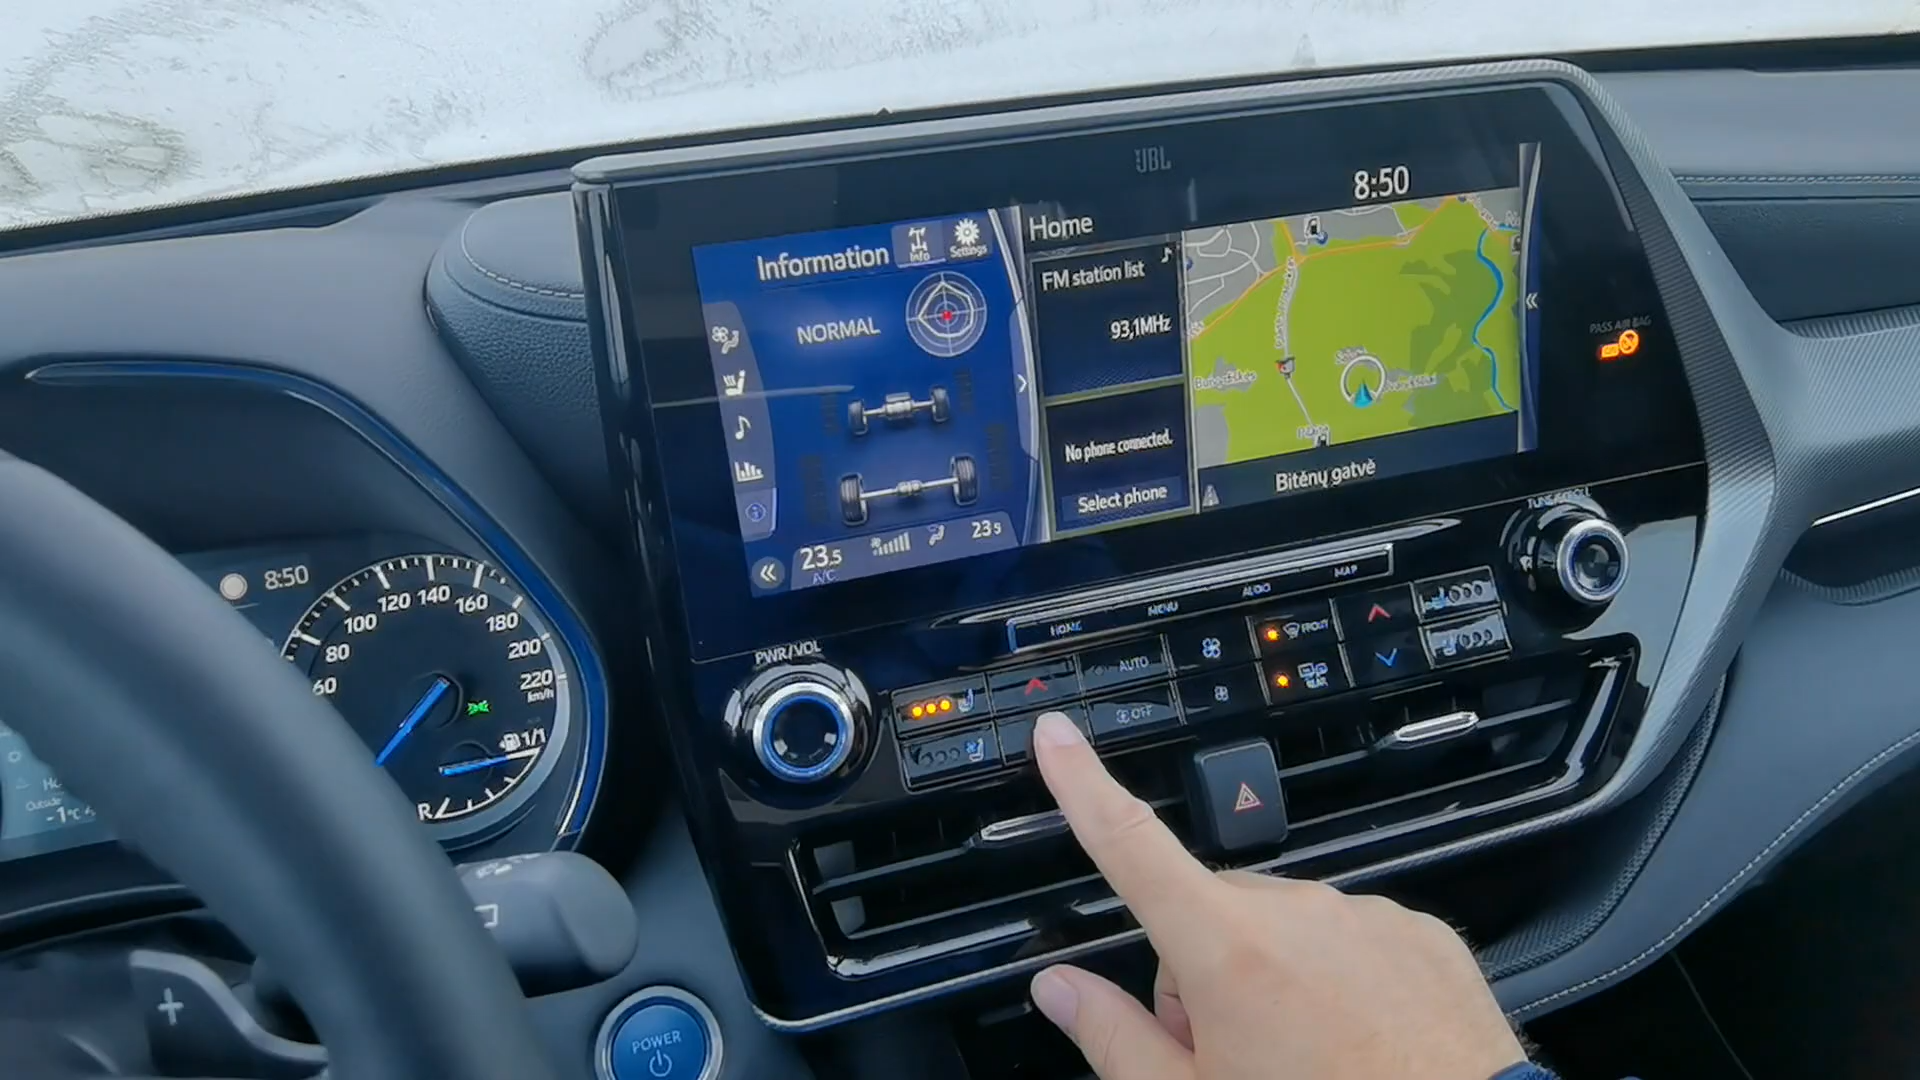 JBL
8:50
Information
Info
Settings
Home
FM station list
93,1MHz
NORMAL
No phone connected.
Select phone
Bitėnų gatvė
23.5
A/C
23.5
PASS AIR BAG
TUNE/SCROLL
HOME
MENU
AUDIO
MAP
PWR/VOL
AUTO
OFF
FRONT
REAR
8:50
60
80
100
120
140
160
180
200
220
km/h
1/1
R
Outside
-1°C
+
POWER